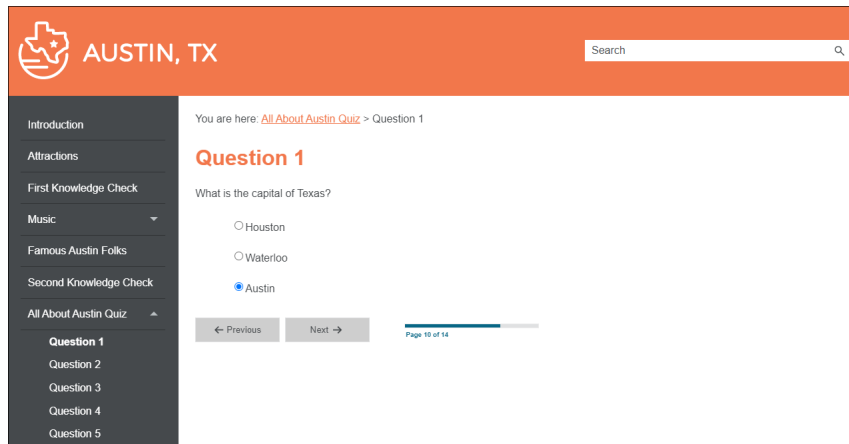 AUSTIN, TX
Search
Introduction
Attractions
First Knowledge Check
Music
Famous Austin Folks
Second Knowledge Check
All About Austin Quiz
Question 1
Question 2
Question 3
Question 4
Question 5
You are here: All About Austin Quiz > Question 1
Question 1
What is the capital of Texas?
Houston
Waterloo
Austin
← Previous
Next →
Page 10 of 14